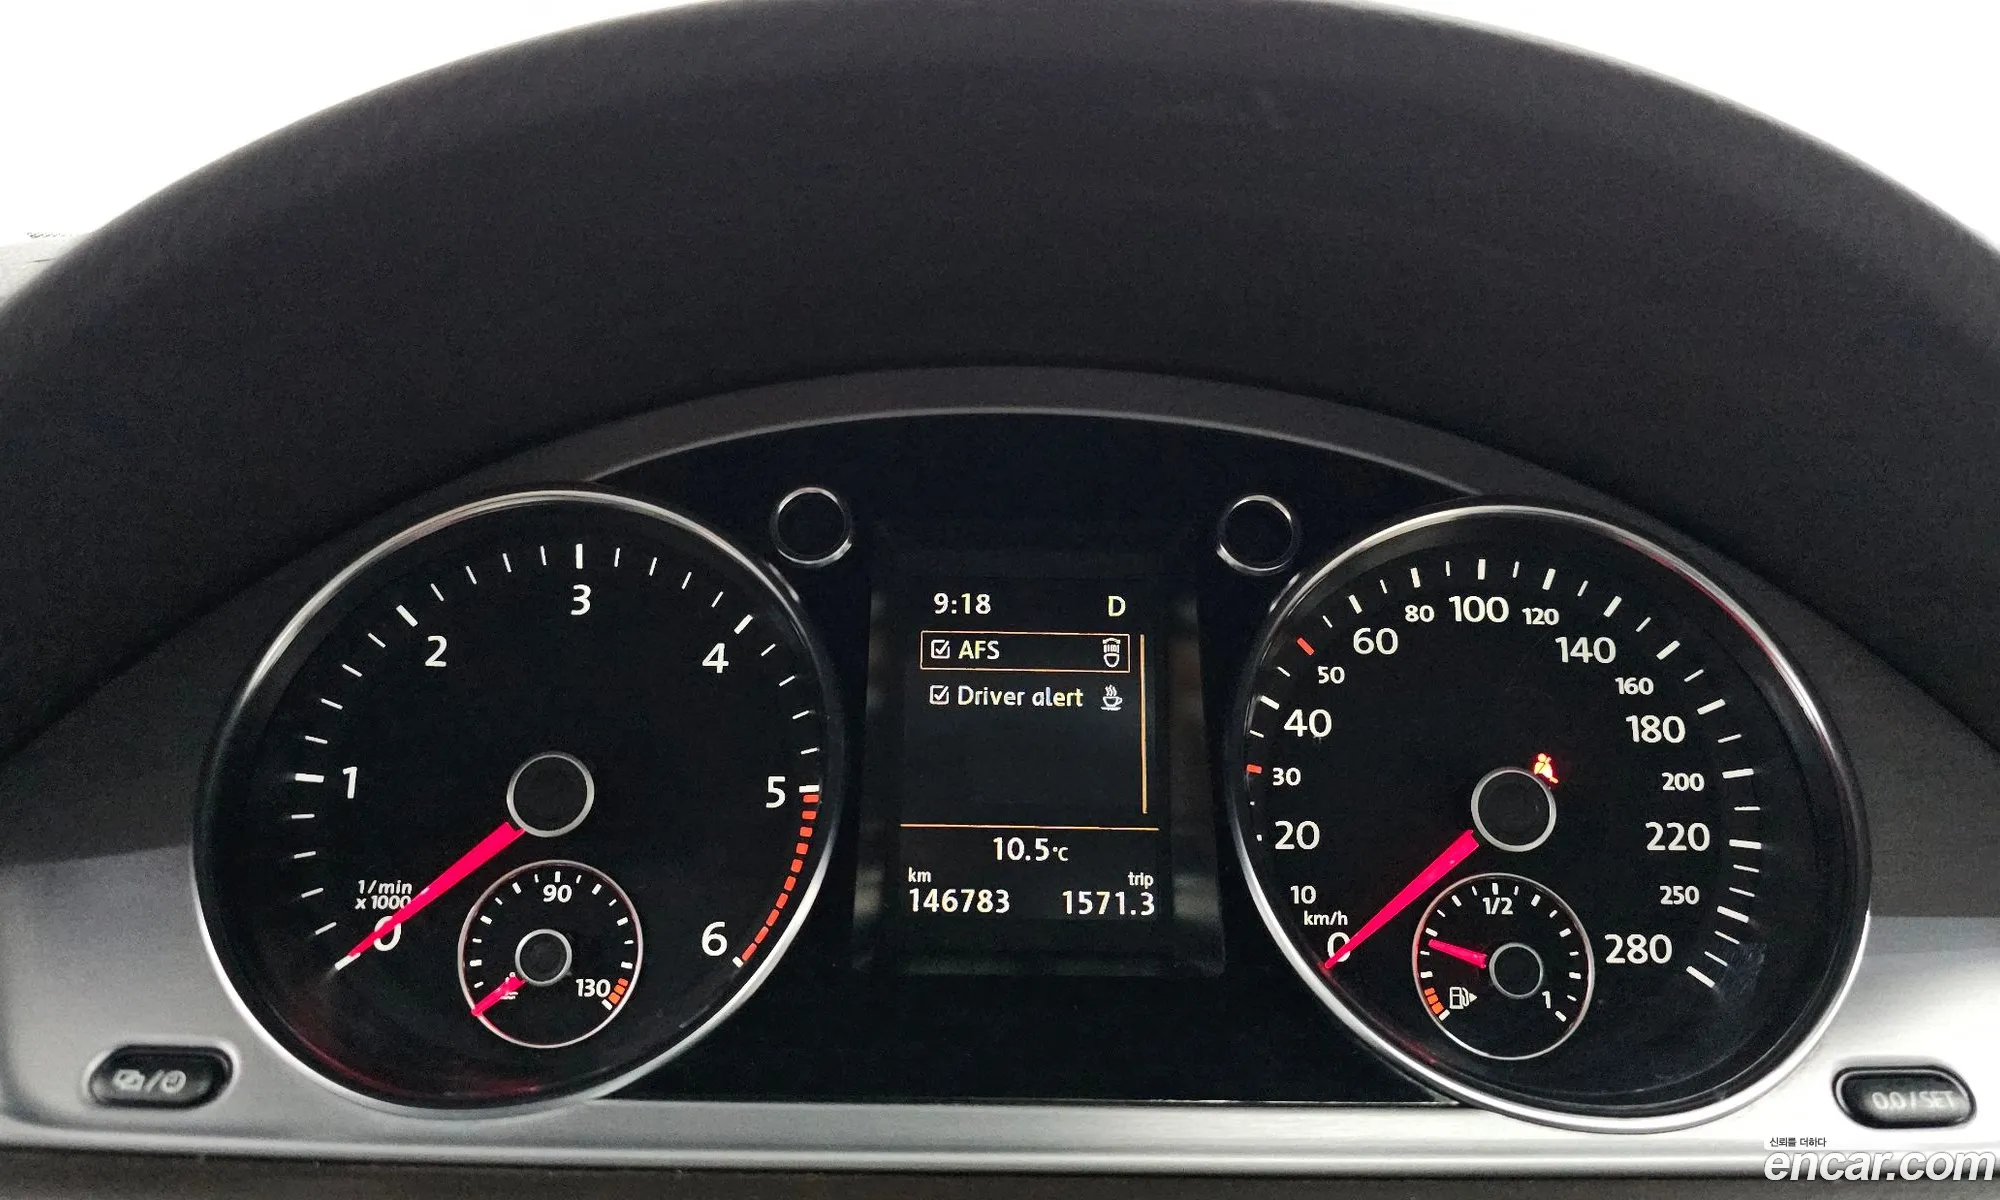 1
2
3
4
5
6
0
1/min
x 1000
90
130
9:18 D
AFS
Driver alert
10.5°C
km trip
146783 1571.3
0
10
20
30
40
50
60
80
100
120
140
160
180
200
220
250
280
km/h
1/2
1
0.0/SET
신뢰를 더하다
encar.com